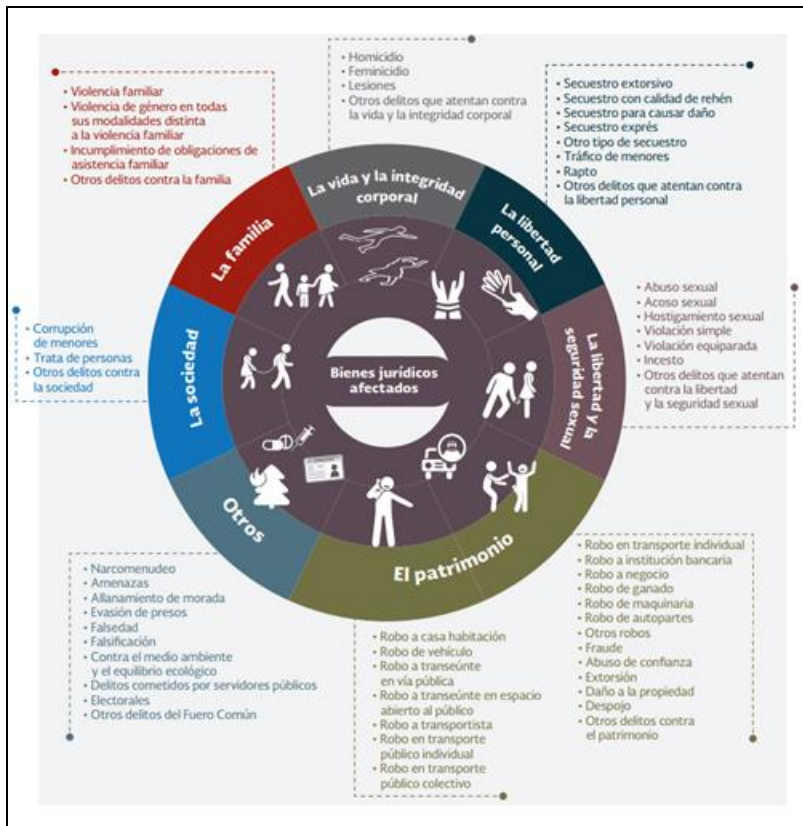 • Homicidio
• Feminicidio
• Lesiones
• Otros delitos que atentan contra
la vida y la integridad corporal
• Violencia familiar
• Violencia de género en todas
sus modalidades distinta
a la violencia familiar
• Incumplimiento de obligaciones de
asistencia familiar
• Otros delitos contra la familia
• Secuestro extorsivo
• Secuestro con calidad de rehén
• Secuestro para causar daño
• Secuestro exprés
• Otro tipo de secuestro
• Tráfico de menores
• Rapto
• Otros delitos que atentan contra
la libertad personal
La vida y la integridad
corporal
La familia
La libertad
personal
• Abuso sexual
• Acoso sexual
• Hostigamiento sexual
• Violación simple
• Violación equiparada
• Incesto
• Otros delitos que atentan
contra la libertad
y la seguridad sexual
• Corrupción
de menores
• Trata de personas
• Otros delitos contra
la sociedad
La sociedad
Bienes jurídicos
afectados
La libertad y la
seguridad sexual
Otros
El patrimonio
• Narcomenudeo
• Amenazas
• Allanamiento de morada
• Evasión de presos
• Falsedad
• Falsificación
• Contra el medio ambiente
y el equilibrio ecológico
• Delitos cometidos por servidores públicos
• Electorales
• Otros delitos del Fuero Común
• Robo a casa habitación
• Robo de vehículo
• Robo a transeúnte
en vía pública
• Robo a transeúnte en espacio
abierto al público
• Robo a transportista
• Robo en transporte
público individual
• Robo en transporte
público colectivo
• Robo en transporte individual
• Robo a institución bancaria
• Robo a negocio
• Robo de ganado
• Robo de maquinaria
• Robo de autopartes
• Otros robos
• Fraude
• Abuso de confianza
• Extorsión
• Daño a la propiedad
• Despojo
• Otros delitos contra
el patrimonio